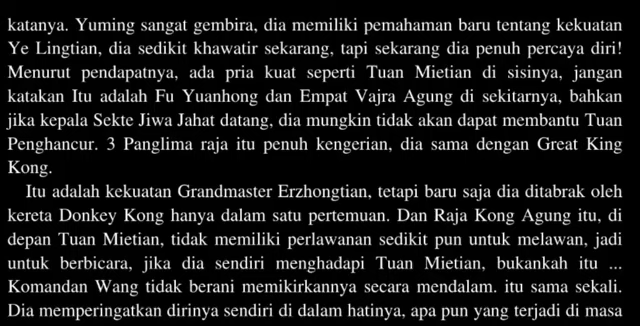 katanya. Yuming sangat gembira, dia memiliki pemahaman baru tentang kekuatan
Ye Lingtian, dia sedikit khawatir sekarang, tapi sekarang dia penuh percaya diri!
Menurut pendapatnya, ada pria kuat seperti Tuan Mietian di sisinya, jangan
katakan Itu adalah Fu Yuanhong dan Empat Vajra Agung di sekitarnya, bahkan
jika kepala Sekte Jiwa Jahat datang, dia mungkin tidak akan dapat membantu Tuan
Penghancur. 3 Panglima raja itu penuh kengerian, dia sama dengan Great King
Kong.
Itu adalah kekuatan Grandmaster Erzhongtian, tetapi baru saja dia ditabrak oleh
kereta Donkey Kong hanya dalam satu pertemuan. Dan Raja Kong Agung itu, di
depan Tuan Mietian, tidak memiliki perlawanan sedikit pun untuk melawan, jadi
untuk berbicara, jika dia sendiri menghadapi Tuan Mietian, bukankah itu ...
Komandan Wang tidak berani memikirkannya secara mendalam. itu sama sekali.
Dia memperingatkan dirinya sendiri di dalam hatinya, apa pun yang terjadi di masa